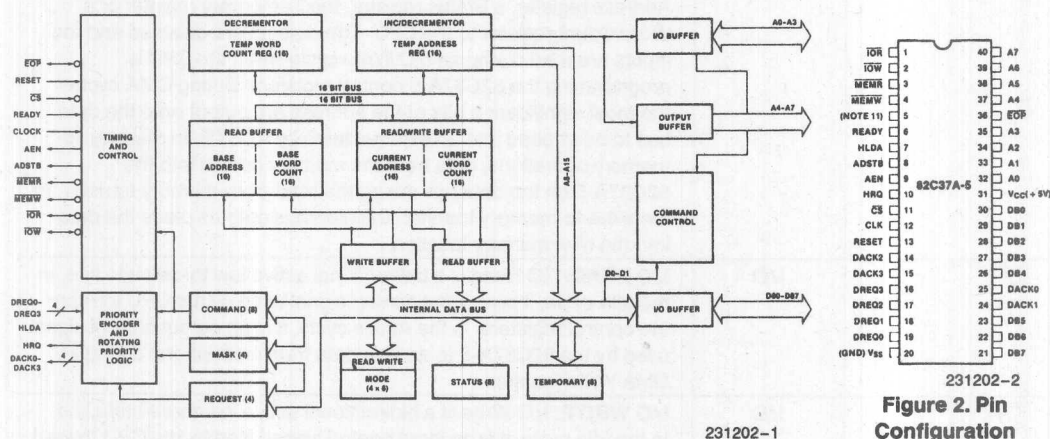 DECREMENTOR
TEMP WORD
COUNT REG (16)
INC/DECREMENTOR
TEMP ADDRESS
REG (16)
I/O BUFFER
A0-A3
EOP
RESET
CS
READY
CLOCK
AEN
ADSTB
MEMR
MEMW
IOR
IOW
TIMING
AND
CONTROL
16 BIT BUS
16 BIT BUS
READ BUFFER
READ/WRITE BUFFER
BASE
ADDRESS
(16)
BASE
WORD
COUNT (16)
CURRENT
ADDRESS
(16)
CURRENT
WORD
COUNT (16)
OUTPUT
BUFFER
A4-A7
A8-A15
COMMAND
CONTROL
WRITE BUFFER
READ BUFFER
D0-D1
DREQ0-
DREQ3
4
HLDA
HRQ
DACK0-
DACK3
4
PRIORITY
ENCODER
AND
ROTATING
PRIORITY
LOGIC
COMMAND (8)
INTERNAL DATA BUS
I/O BUFFER
DB0-DB7
MASK (4)
REQUEST (4)
READ WRITE
MODE
(4 x 6)
STATUS (8)
TEMPORARY (8)
231202-1
IOR 1 40 A7
IOW 2 39 A6
MEMR 3 38 A5
MEMW 4 37 A4
(NOTE 11) 5 36 EOP
READY 6 35 A3
HLDA 7 34 A2
ADSTB 8 33 A1
AEN 9 32 A0
HRQ 10 31 Vcc(+5V)
CS 11 30 DB0
CLK 12 29 DB1
RESET 13 28 DB2
DACK2 14 27 DB3
DACK3 15 26 DB4
DREQ3 16 25 DACK0
DREQ2 17 24 DACK1
DREQ1 18 23 DB5
DREQ0 19 22 DB6
(GND) Vss 20 21 DB7
82C37A-5
231202-2
Figure 2. Pin
Configuration